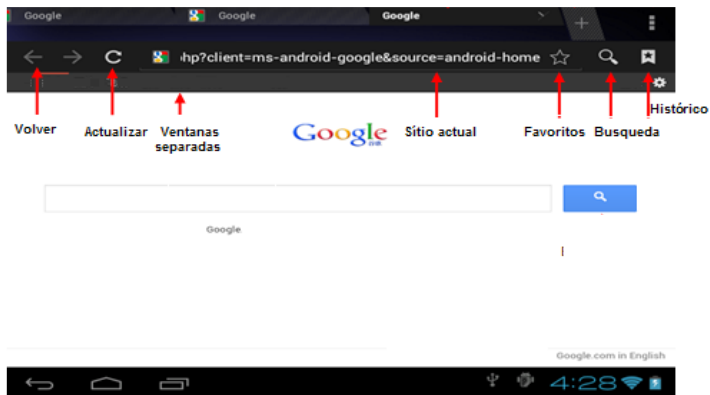 Google
Google
Google
hp?client=ms-android-google&source=android-home
Histórico
Volver
Actualizar
Ventanas
separadas
Google
Sítio actual
Favoritos
Busqueda
Google
Google.com in English
4:28